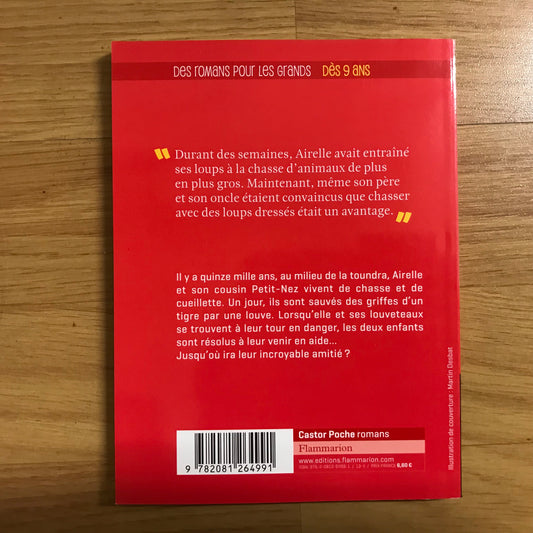 DES ROMANS POUR LES GRANDS DÈS 9 ANS
" Durant des semaines, Airelle avait entraîné
ses loups à la chasse d'animaux de plus
en plus gros. Maintenant, même son père
et son oncle étaient convaincus que chasser
avec des loups dressés était un avantage. "
Il y a quinze mille ans, au milieu de la toundra, Airelle
et son cousin Petit-Nez vivent de chasse et de
cueillette. Un jour, ils sont sauvés des griffes d'un
tigre par une louve. Lorsqu'elle et ses louveteaux
se trouvent à leur tour en danger, les deux enfants
sont résolus à leur venir en aide...
Jusqu'où ira leur incroyable amitié ?
Illustration de couverture : Martin Desbat
Castor Poche romans
Flammarion
www.editions.flammarion.com
PRIX FRANCE 6,60 €
9 782081 264991